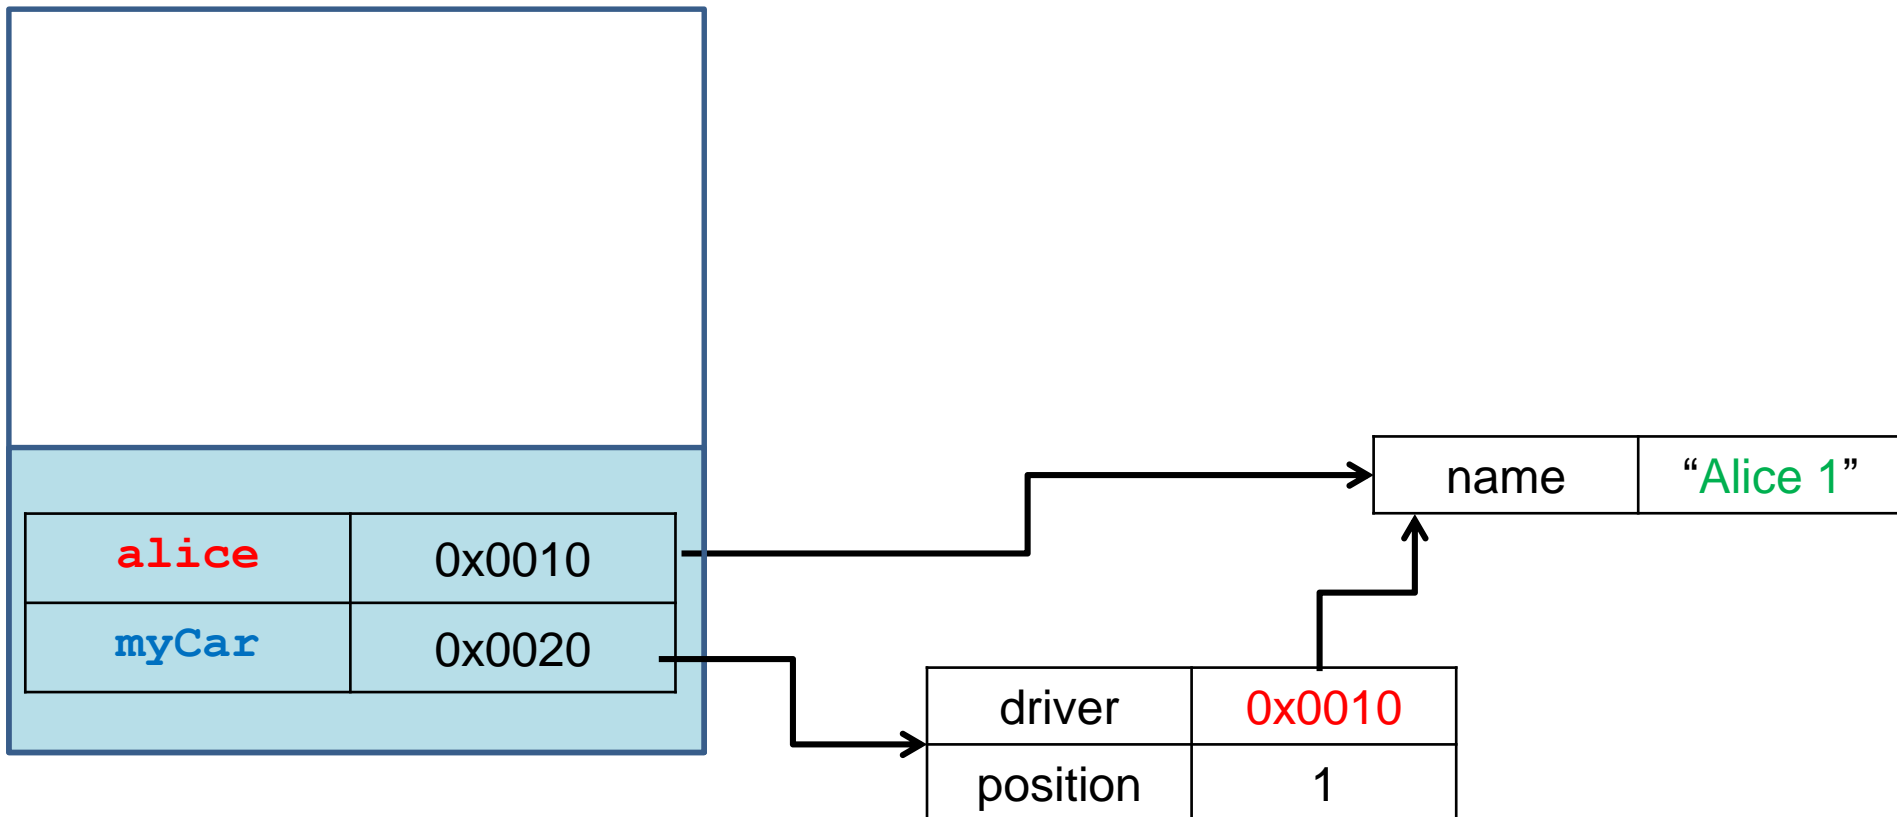 name “Alice 1”
alice 0x0010
myCar 0x0020
driver 0x0010
position 1